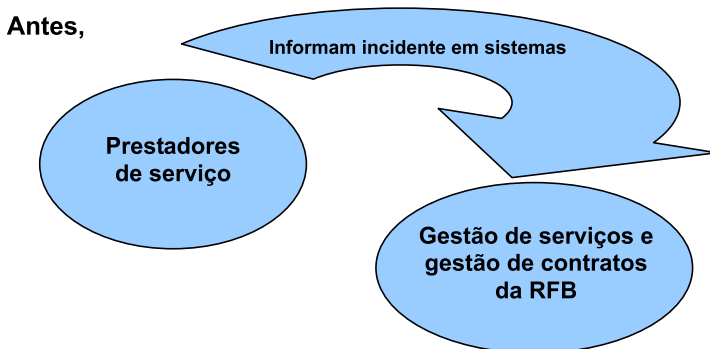 Antes,
Informam incidente em sistemas
Prestadores
de serviço
Gestão de serviços e
gestão de contratos
da RFB